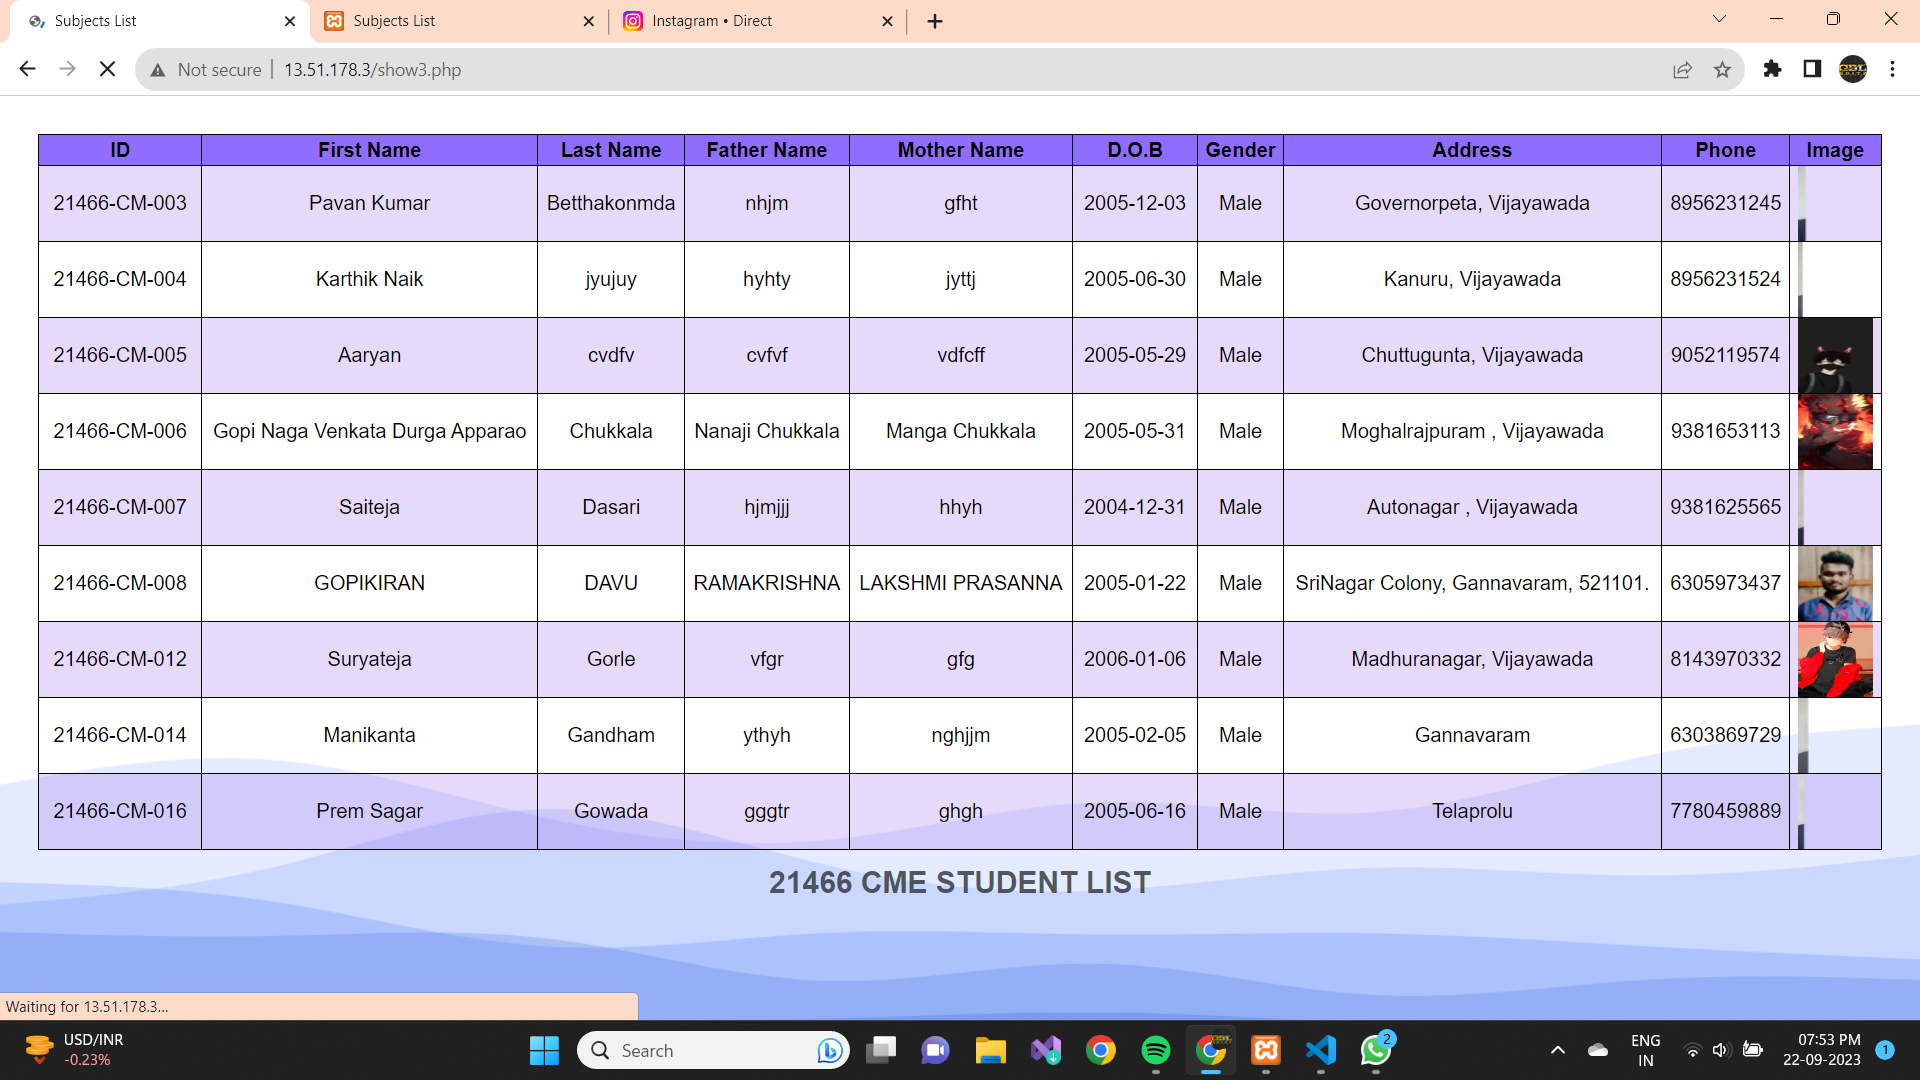 Subjects List
Subjects List
Instagram • Direct
Not secure 13.51.178.3/show3.php
ID First Name Last Name Father Name Mother Name D.O.B Gender Address Phone Image
21466-CM-003 Pavan Kumar Betthakonmda nhjm gfht 2005-12-03 Male Governorpeta, Vijayawada 8956231245
21466-CM-004 Karthik Naik jyujuy hyhty jyttj 2005-06-30 Male Kanuru, Vijayawada 8956231524
21466-CM-005 Aaryan cvdfv cvfvf vdfcff 2005-05-29 Male Chuttugunta, Vijayawada 9052119574
21466-CM-006 Gopi Naga Venkata Durga Apparao Chukkala Nanaji Chukkala Manga Chukkala 2005-05-31 Male Moghalrajpuram , Vijayawada 9381653113
21466-CM-007 Saiteja Dasari hjmjjj hhyh 2004-12-31 Male Autonagar , Vijayawada 9381625565
21466-CM-008 GOPIKIRAN DAVU RAMAKRISHNA LAKSHMI PRASANNA 2005-01-22 Male SriNagar Colony, Gannavaram, 521101. 6305973437
21466-CM-012 Suryateja Gorle vfgr gfg 2006-01-06 Male Madhuranagar, Vijayawada 8143970332
21466-CM-014 Manikanta Gandham ythyh nghjjm 2005-02-05 Male Gannavaram 6303869729
21466-CM-016 Prem Sagar Gowada gggtr ghgh 2005-06-16 Male Telaprolu 7780459889
21466 CME STUDENT LIST
Waiting for 13.51.178.3...
USD/INR
-0.23%
Search
2
ENG
IN
07:53 PM
22-09-2023
1